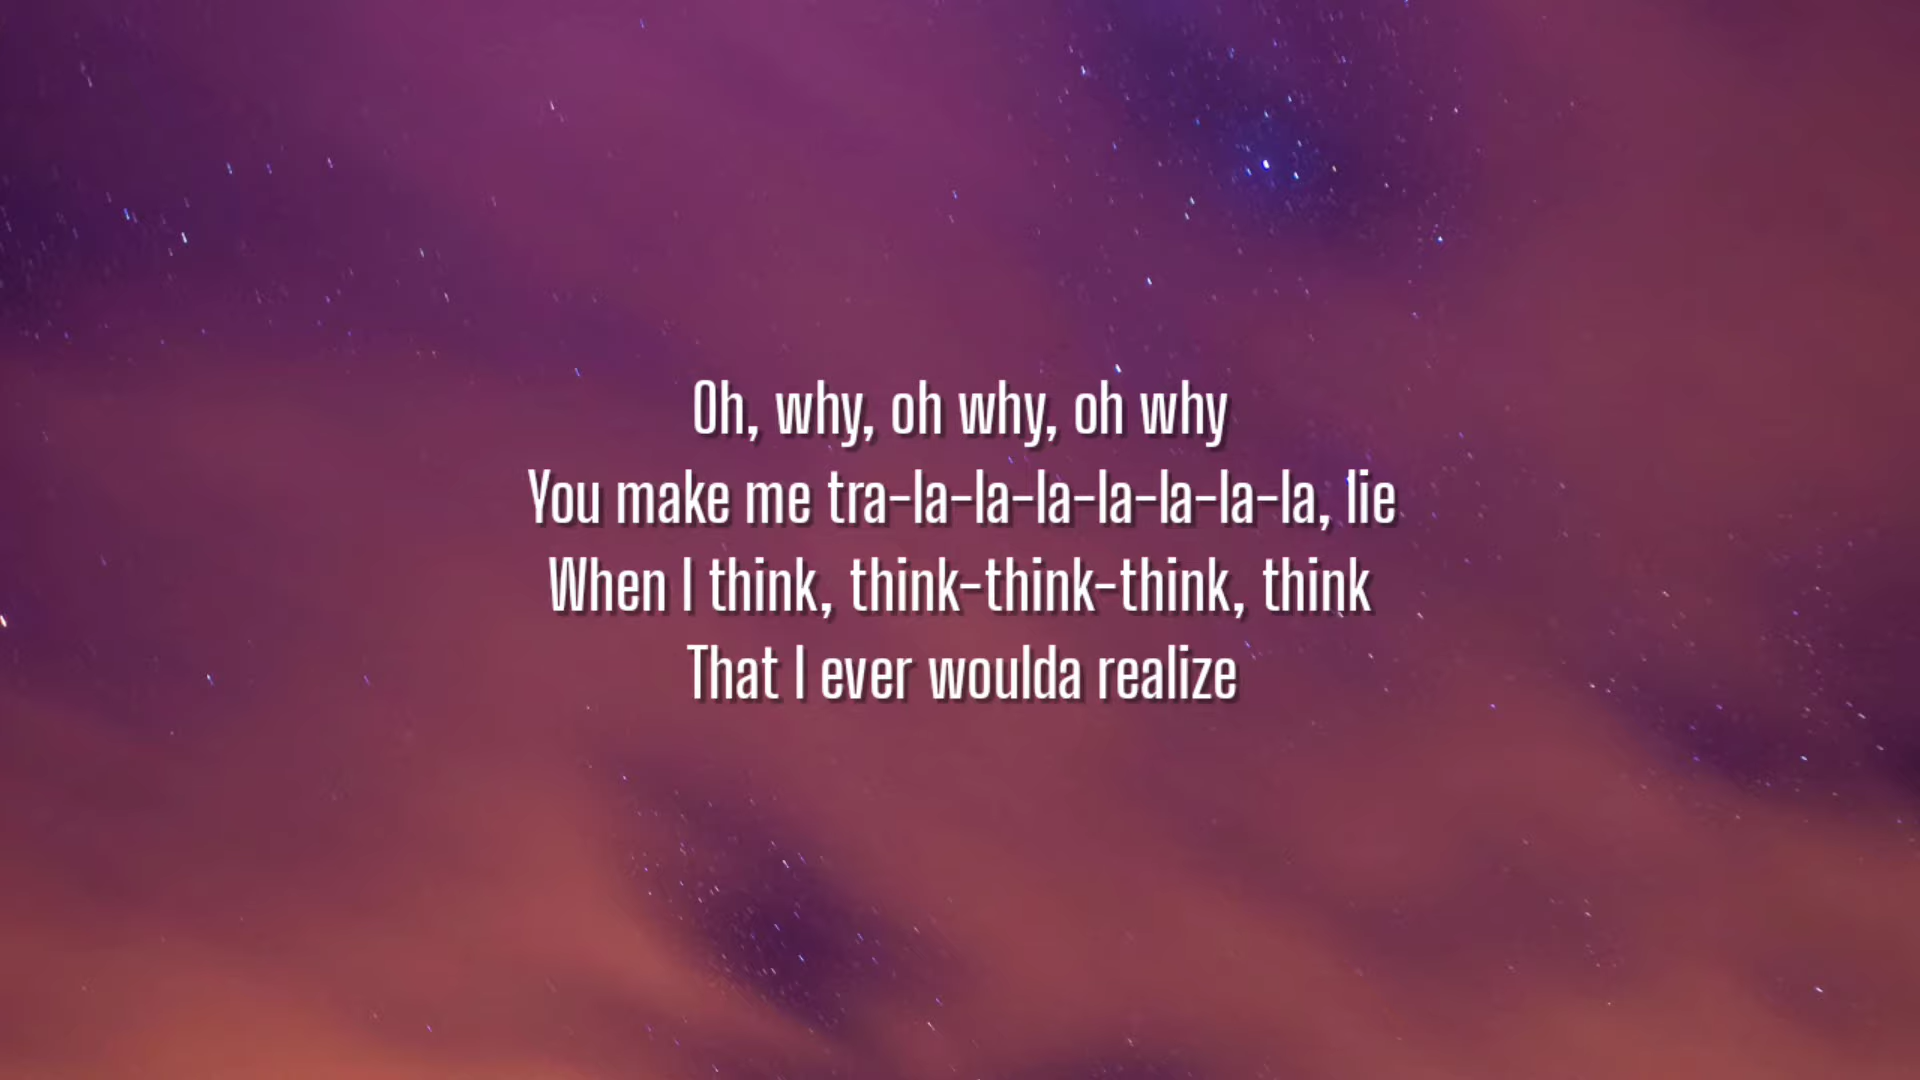 Oh, why, oh why, oh why
You make me tra-la-la-la-la-la-la-la, lie
When I think, think-think-think, think
That I ever woulda realize